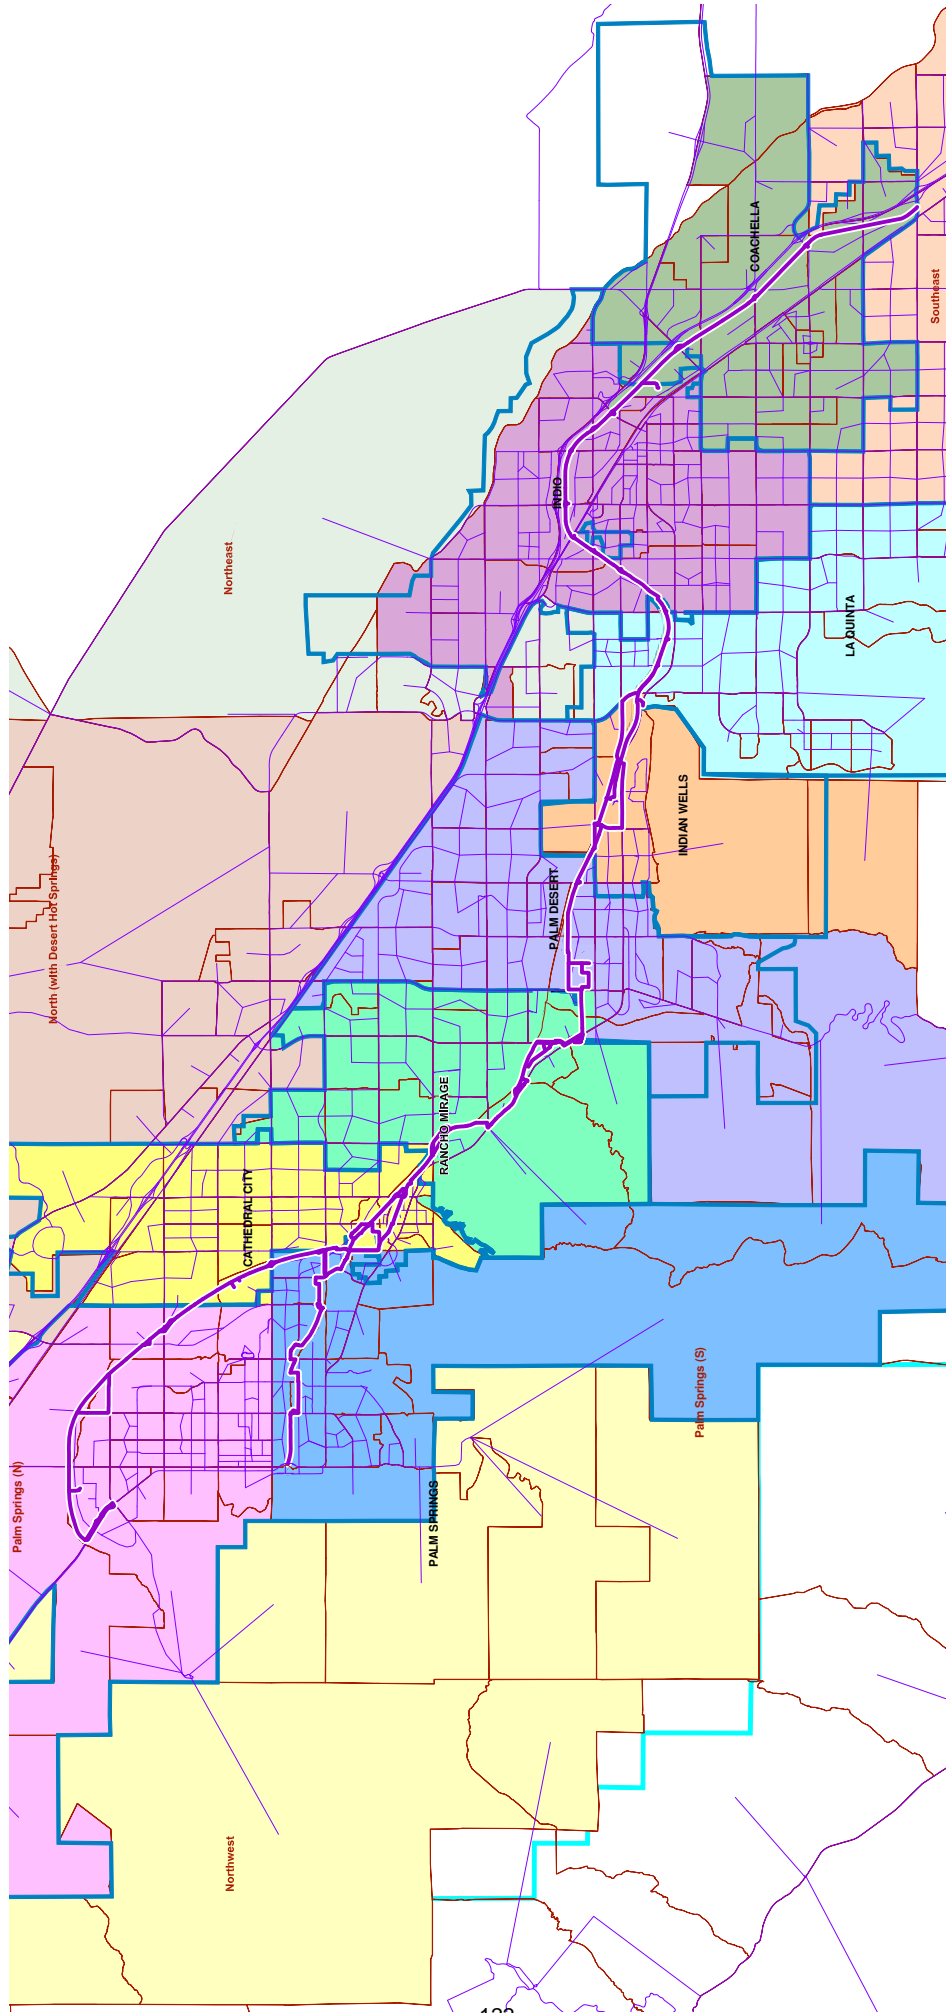 COACHELLA
Southeast
INDIO
Northeast
LA QUINTA
INDIAN WELLS
PALM DESERT
North (with Desert Hot Springs)
RANCHO MIRAGE
CATHEDRAL CITY
Palm Springs (S)
Palm Springs (N)
PALM SPRINGS
Northwest